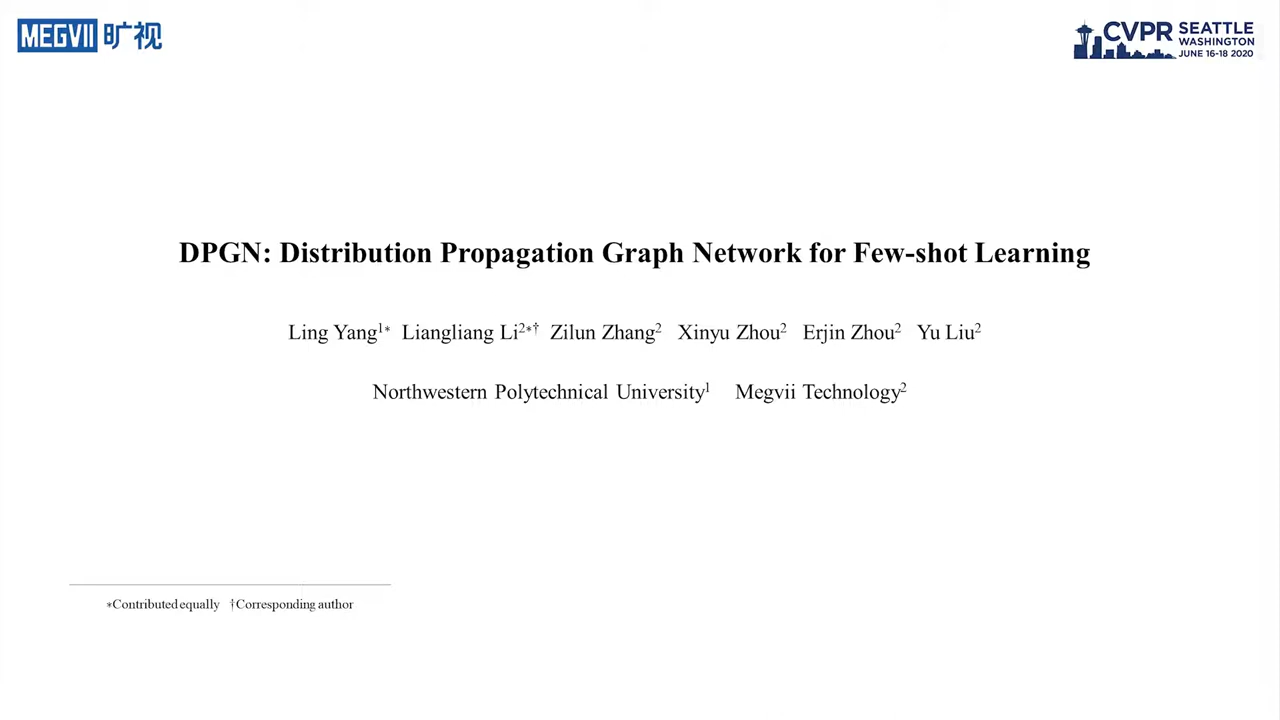 MEGVII 旷视
CVPR SEATTLE
WASHINGTON
JUNE 16-18 2020
DPGN: Distribution Propagation Graph Network for Few-shot Learning
Ling Yang¹* Liangliang Li²*† Zilun Zhang² Xinyu Zhou² Erjin Zhou² Yu Liu²
Northwestern Polytechnical University¹ Megvii Technology²
*Contributed equally †Corresponding author